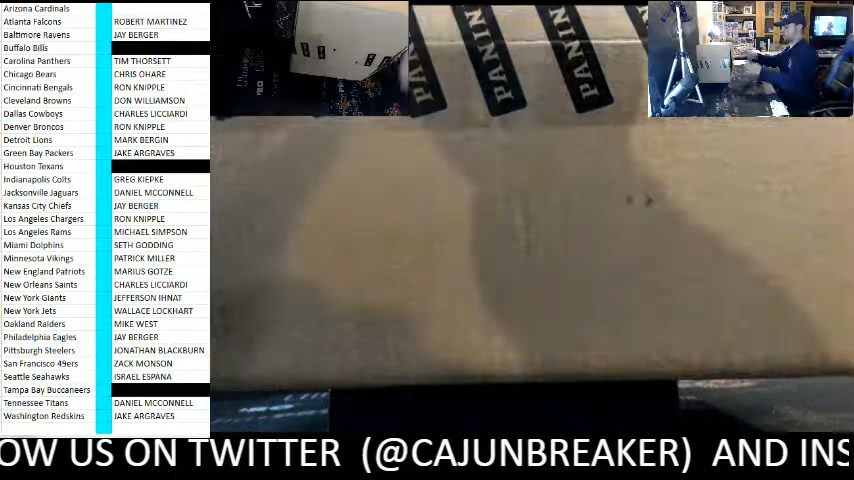 Arizona Cardinals
Atlanta Falcons ROBERT MARTINEZ
Baltimore Ravens JAY BERGER
Buffalo Bills
Carolina Panthers TIM THORSETT
Chicago Bears CHRIS OHARE
Cincinnati Bengals RON KNIPPLE
Cleveland Browns DON WILLIAMSON
Dallas Cowboys CHARLES LICCIARDI
Denver Broncos RON KNIPPLE
Detroit Lions MARK BERGIN
Green Bay Packers JAKE ARGRAVES
Houston Texans
Indianapolis Colts GREG KIEPKE
Jacksonville Jaguars DANIEL MCCONNELL
Kansas City Chiefs JAY BERGER
Los Angeles Chargers RON KNIPPLE
Los Angeles Rams MICHAEL SIMPSON
Miami Dolphins SETH GODDING
Minnesota Vikings PATRICK MILLER
New England Patriots MARIUS GOTZE
New Orleans Saints CHARLES LICCIARDI
New York Giants JEFFERSON IHNAT
New York Jets WALLACE LOCKHART
Oakland Raiders MIKE WEST
Philadelphia Eagles JAY BERGER
Pittsburgh Steelers JONATHAN BLACKBURN
San Francisco 49ers ZACK MONSON
Seattle Seahawks ISRAEL ESPANA
Tampa Bay Buccaneers
Tennessee Titans DANIEL MCCONNELL
Washington Redskins JAKE ARGRAVES
PANINI
PANINI
PANINI
OW US ON TWITTER (@CAJUNBREAKER) AND INS